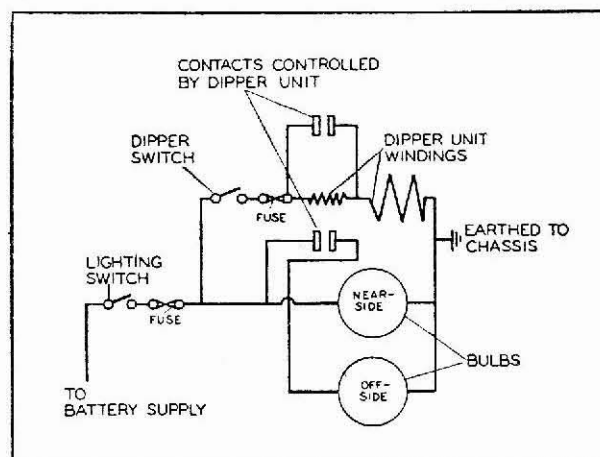 CONTACTS CONTROLLED
BY DIPPER UNIT
DIPPER
SWITCH
DIPPER UNIT
WINDINGS
FUSE
EARTHED TO
CHASSIS
LIGHTING
SWITCH
FUSE
NEAR-
SIDE
BULBS
OFF-
SIDE
TO
BATTERY SUPPLY